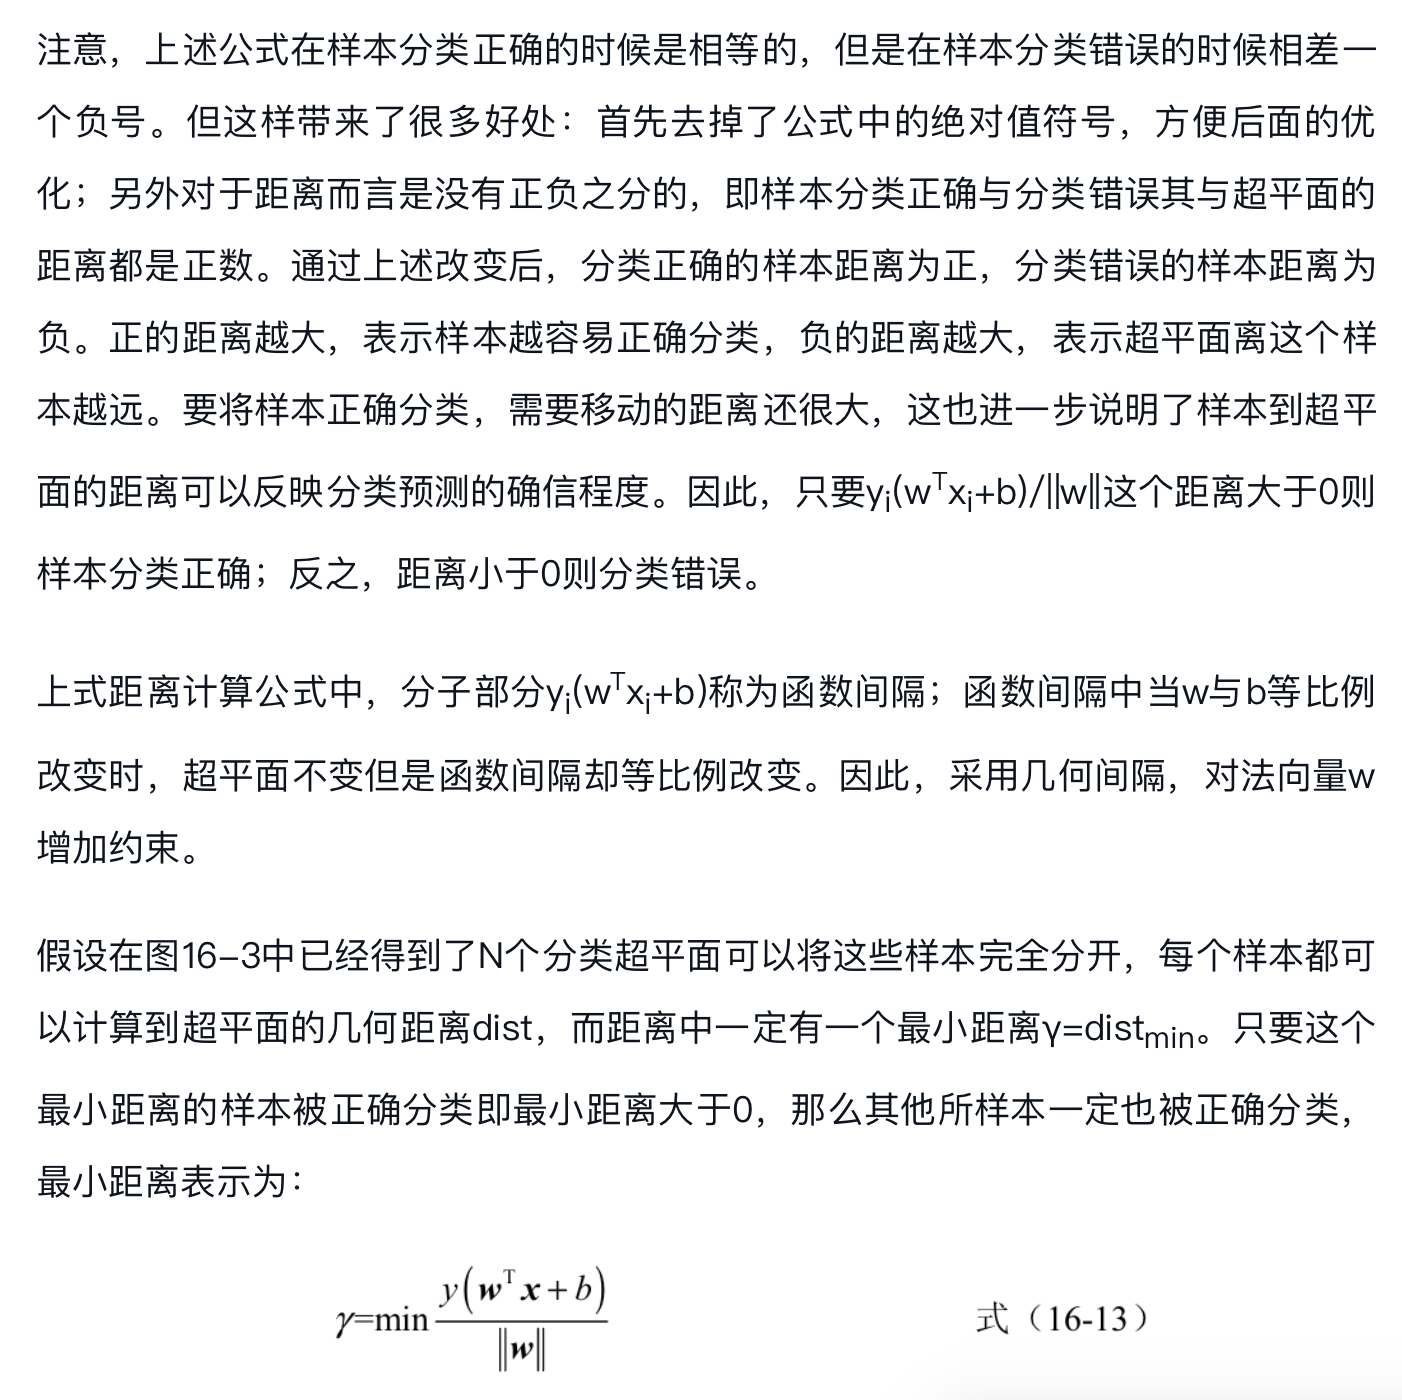 注意，上述公式在样本分类正确的时候是相等的，但是在样本分类错误的时候相差一
个负号。但这样带来了很多好处：首先去掉了公式中的绝对值符号，方便后面的优
化；另外对于距离而言是没有正负之分的，即样本分类正确与分类错误其与超平面的
距离都是正数。通过上述改变后，分类正确的样本距离为正，分类错误的样本距离为
负。正的距离越大，表示样本越容易正确分类，负的距离越大，表示超平面离这个样
本越远。要将样本正确分类，需要移动的距离还很大，这也进一步说明了样本到超平
面的距离可以反映分类预测的确信程度。因此，只要yᵢ(wᵀxᵢ+b)/||w||这个距离大于0则
样本分类正确；反之，距离小于0则分类错误。
上式距离计算公式中，分子部分yᵢ(wᵀxᵢ+b)称为函数间隔；函数间隔中当w与b等比例
改变时，超平面不变但是函数间隔却等比例改变。因此，采用几何间隔，对法向量w
增加约束。
假设在图16-3中已经得到了N个分类超平面可以将这些样本完全分开，每个样本都可
以计算到超平面的几何距离dist，而距离中一定有一个最小距离γ=dist_min。只要这个
最小距离的样本被正确分类即最小距离大于0，那么其他所样本一定也被正确分类，
最小距离表示为：
γ=min y(wᵀx+b)/||w|| 式（16-13）